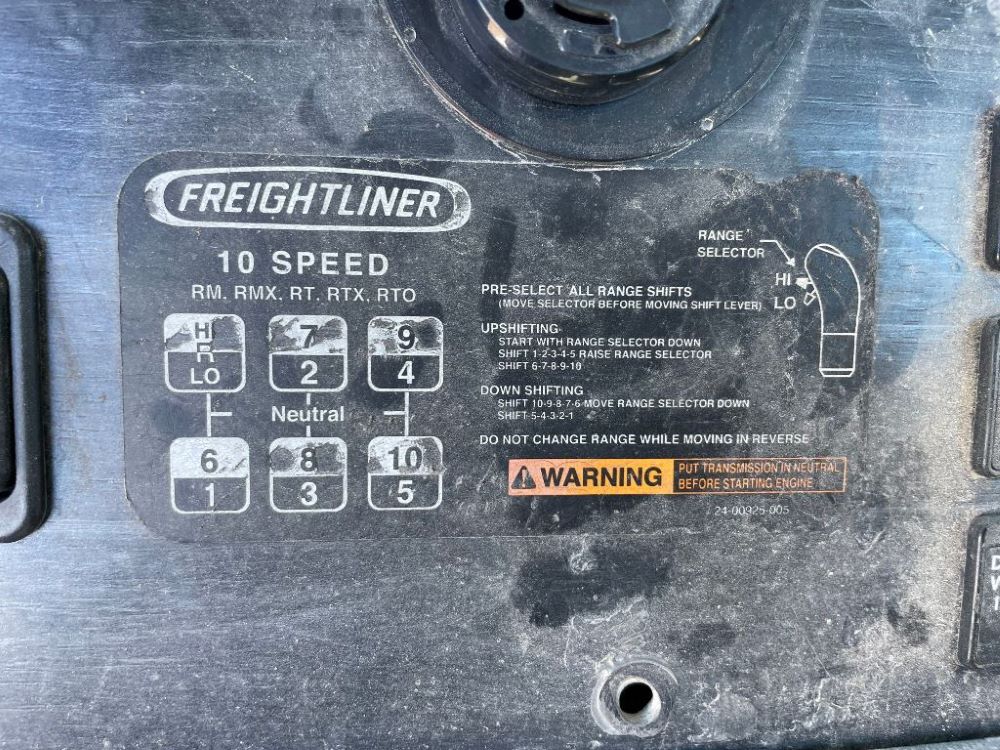 FREIGHTLINER
10 SPEED
RM. RMX. RT. RTX, RTO
HI
R
LO
7
2
9
4
Neutral
6
1
8
3
10
5
RANGE
SELECTOR
HI
LO
PRE-SELECT ALL RANGE SHIFTS
(MOVE SELECTOR BEFORE MOVING SHIFT LEVER)
UPSHIFTING
START WITH RANGE SELECTOR DOWN
SHIFT 1-2-3-4-5 RAISE RANGE SELECTOR
SHIFT 6-7-8-9-10
DOWN SHIFTING
SHIFT 10-9-8-7-6 MOVE RANGE SELECTOR DOWN
SHIFT 5-4-3-2-1
DO NOT CHANGE RANGE WHILE MOVING IN REVERSE
WARNING
PUT TRANSMISSION IN NEUTRAL
BEFORE STARTING ENGINE
24-00925-005